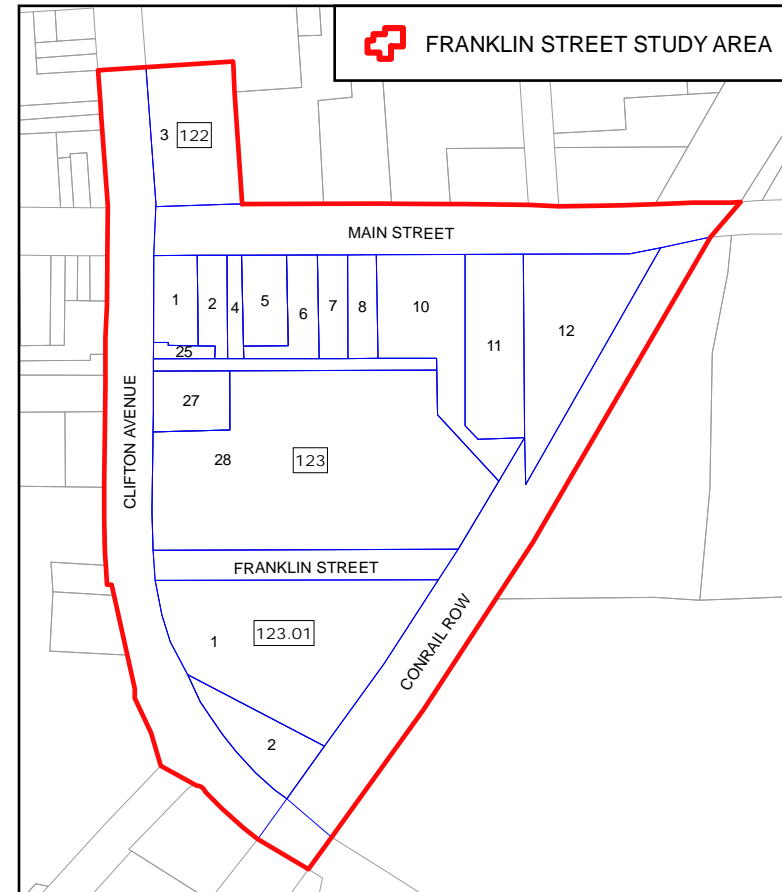 FRANKLIN STREET STUDY AREA
3 122
MAIN STREET
1 2 4 5 6 7 8 10 11 12
25
CLIFTON AVENUE
27
28 123
FRANKLIN STREET
1 123.01
CONRAIL ROW
2